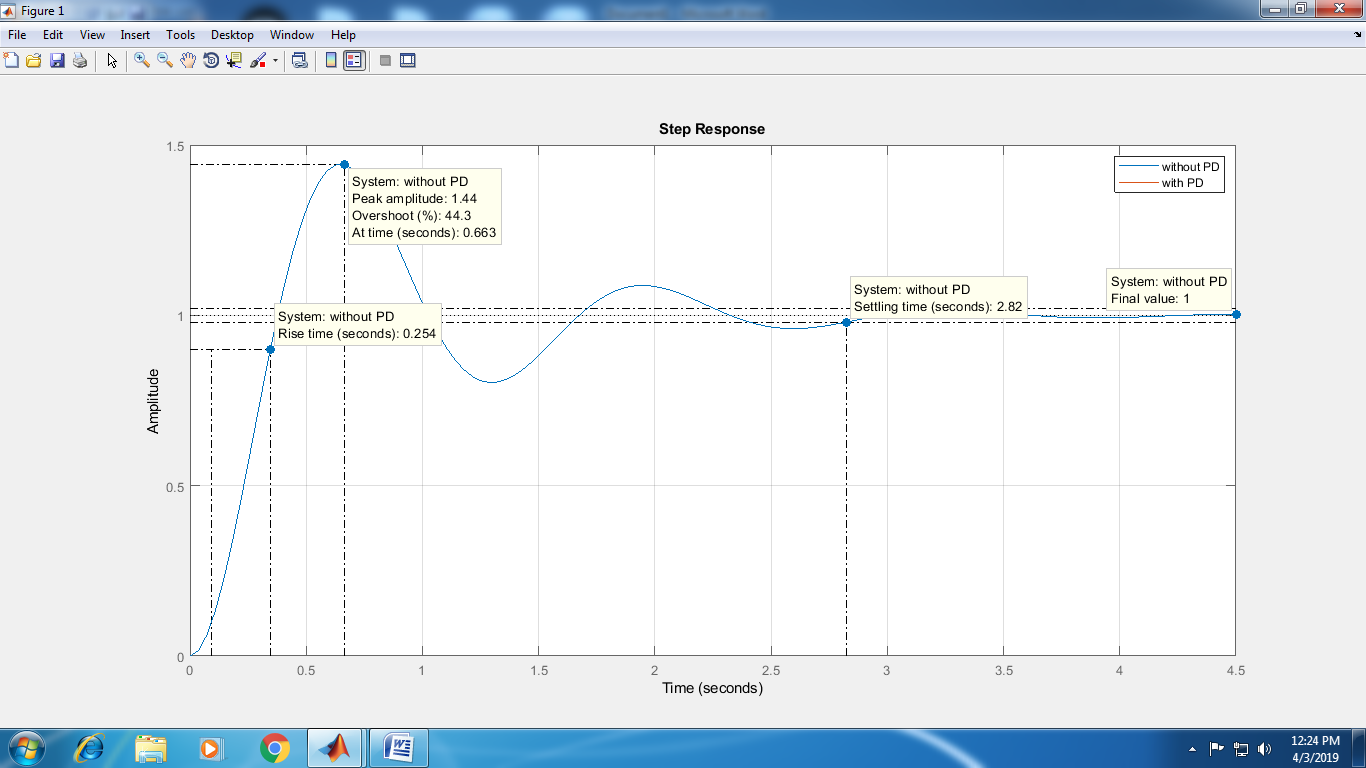 Figure 1
File Edit View Insert Tools Desktop Window Help
Step Response
1.5
without PD
with PD
System: without PD
Peak amplitude: 1.44
Overshoot (%): 44.3
At time (seconds): 0.663
System: without PD
Final value: 1
System: without PD
Settling time (seconds): 2.82
System: without PD
Rise time (seconds): 0.254
1
Amplitude
0.5
0
0 0.5 1 1.5 2 2.5 3 3.5 4 4.5
Time (seconds)
12:24 PM
4/3/2019